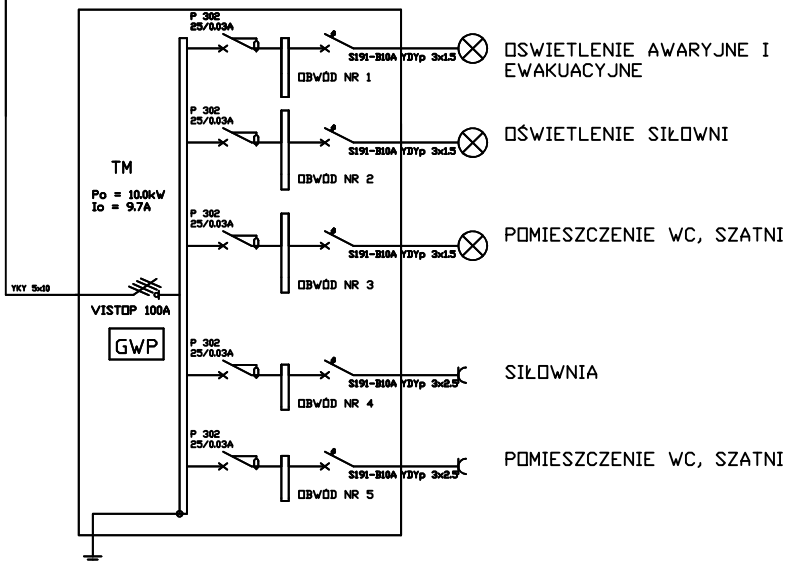 P 302
25/0.03A
S191-B10A YDYp 3x1.5
OBWÓD NR 1
OSWIETLENIE AWARYJNE I
EWAKUACYJNE
P 302
25/0.03A
S191-B10A YDYp 3x1.5
OBWÓD NR 2
OŚWIETLENIE SIŁOWNI
TM
Po = 10.0kW
Io = 9.7A
P 302
25/0.03A
S191-B10A YDYp 3x1.5
OBWÓD NR 3
POMIESZCZENIE WC, SZATNI
YKY 5x10
VISTOP 100A
GWP
P 302
25/0.03A
S191-B10A YDYp 3x2.5
OBWÓD NR 4
SIŁOWNIA
P 302
25/0.03A
S191-B10A YDYp 3x2.5
OBWÓD NR 5
POMIESZCZENIE WC, SZATNI